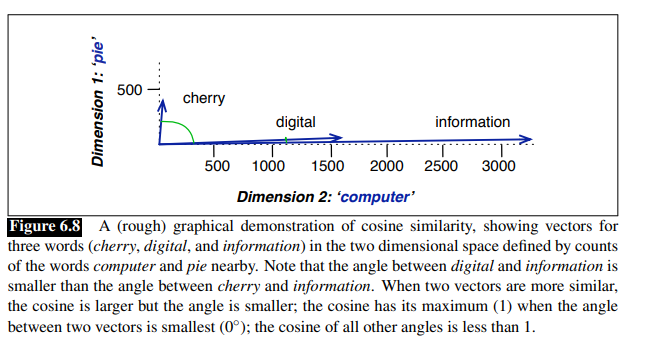 Dimension 1: ‘pie’
500
cherry
digital
information
500 1000 1500 2000 2500 3000
Dimension 2: ‘computer’
Figure 6.8 A (rough) graphical demonstration of cosine similarity, showing vectors for
three words (cherry, digital, and information) in the two dimensional space defined by counts
of the words computer and pie nearby. Note that the angle between digital and information is
smaller than the angle between cherry and information. When two vectors are more similar,
the cosine is larger but the angle is smaller; the cosine has its maximum (1) when the angle
between two vectors is smallest (0°); the cosine of all other angles is less than 1.